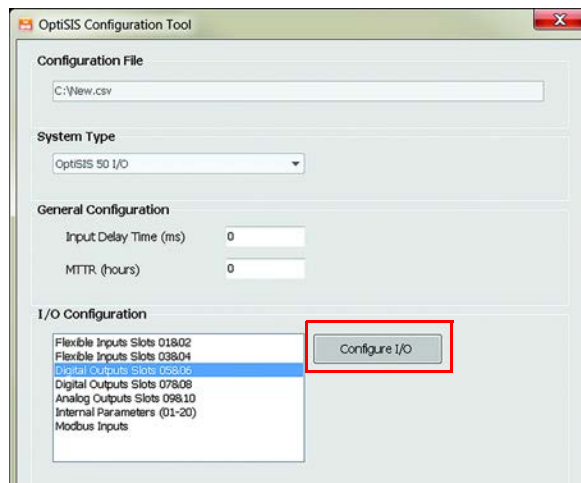 OptiSIS Configuration Tool
Configuration File
C:\New.csv
System Type
OptiSIS 50 I/O
General Configuration
Input Delay Time (ms) 0
MTTR (hours) 0
I/O Configuration
Flexible Inputs Slots 01&02
Flexible Inputs Slots 03&04
Digital Outputs Slots 05&06
Digital Outputs Slots 07&08
Analog Outputs Slots 09&10
Internal Parameters (01-20)
Modbus Inputs
Configure I/O